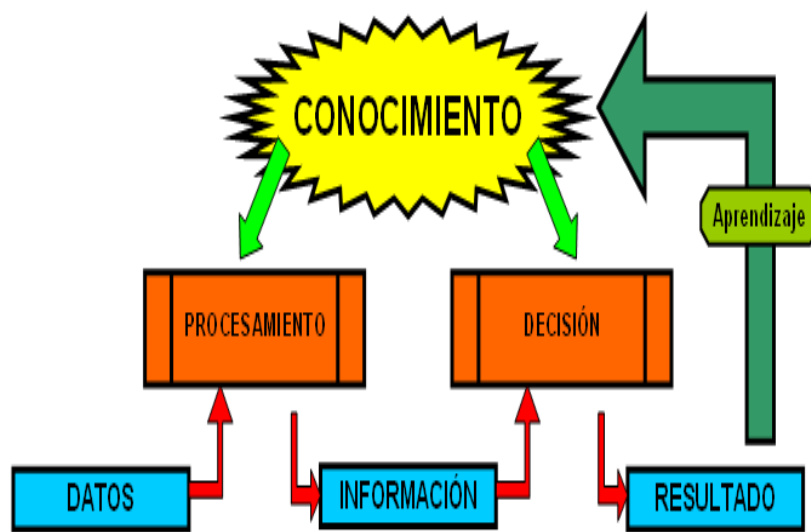 CONOCIMIENTO
Aprendizaje
PROCESAMIENTO
DECISIÓN
DATOS
INFORMACIÓN
RESULTADO